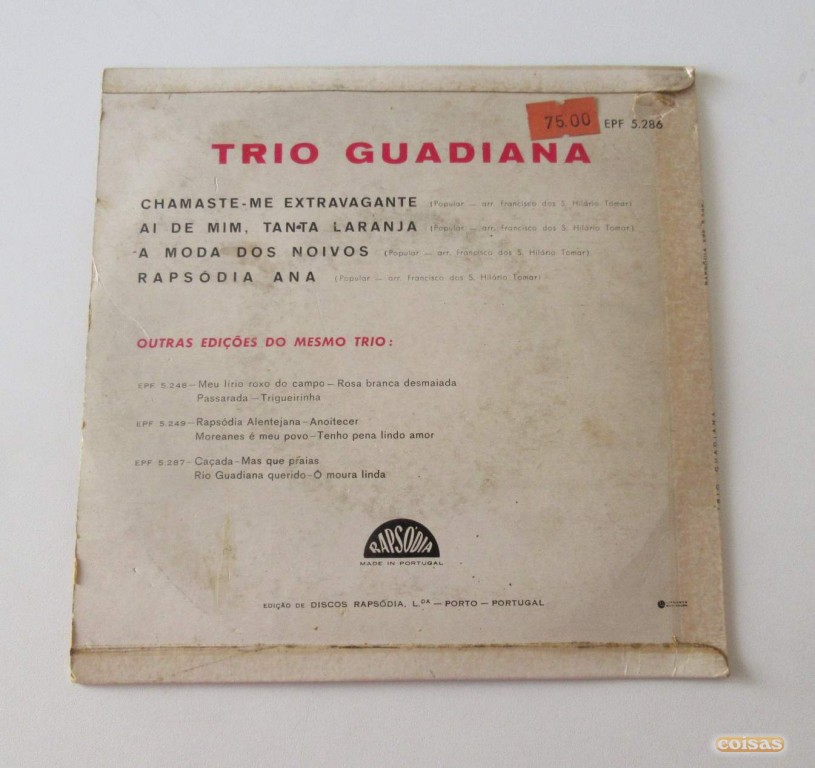 75.00 EPF 5.286
TRIO GUADIANA
CHAMASTE-ME EXTRAVAGANTE (Popular — arr. Francisco dos S. Hilário Tomar)
AI DE MIM, TANTA LARANJA (Popular — arr. Francisco dos S. Hilário Tomar)
A MODA DOS NOIVOS (Popular — arr. Francisco dos S. Hilário Tomar)
RAPSÓDIA ANA (Popular — arr. Francisco dos S. Hilário Tomar)
OUTRAS EDIÇÕES DO MESMO TRIO:
EPF 5.248 — Meu lírio roxo do campo — Rosa branca desmaiada
Passarada — Trigueirinha
EPF 5.249 — Rapsódia Alentejana — Anoitecer
Moreanes é meu povo — Tenho pena lindo amor
EPF 5.287 — Caçada — Mas que praias
Rio Guadiana querido — Ó moura linda
RAPSÓDIA
MADE IN PORTUGAL
EDIÇÃO DE DISCOS RAPSÓDIA, L.DA — PORTO — PORTUGAL
TRIO GUADIANA
coisas